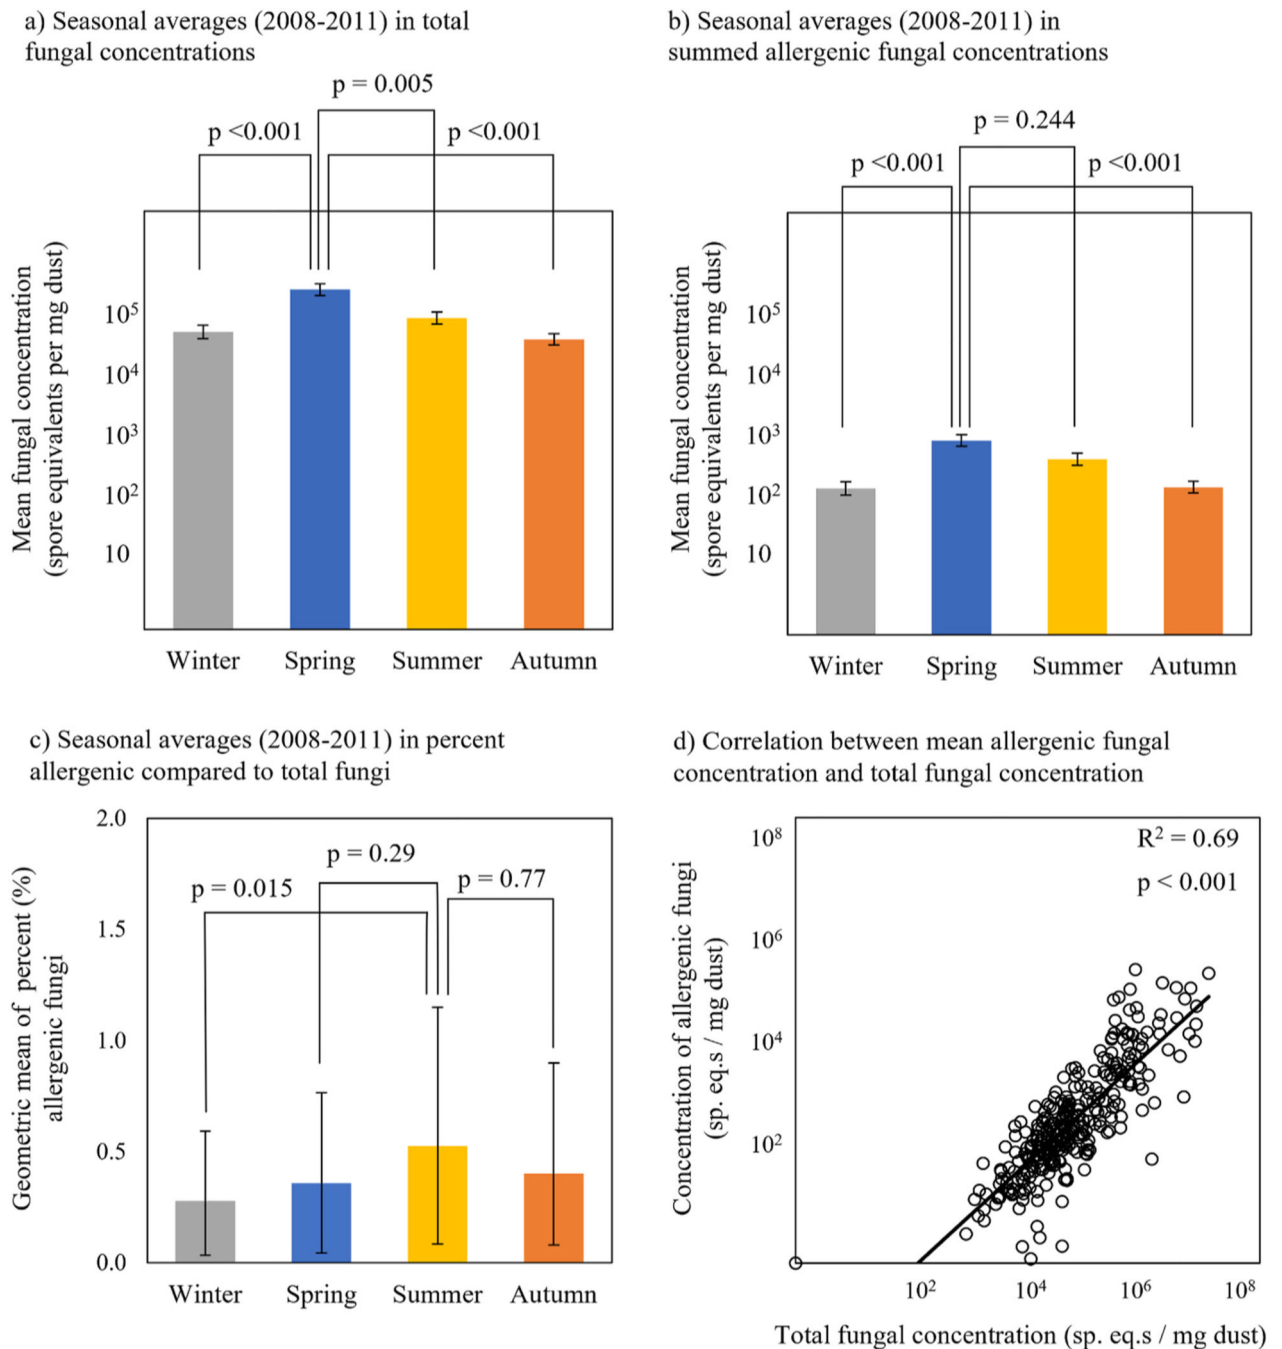 a) Seasonal averages (2008-2011) in total
fungal concentrations
p = 0.005
p <0.001
p <0.001
Mean fungal concentration
(spore equivalents per mg dust)
10⁵
10⁴
10³
10²
10
Winter
Spring
Summer
Autumn
b) Seasonal averages (2008-2011) in
summed allergenic fungal concentrations
p = 0.244
p <0.001
p <0.001
Mean fungal concentration
(spore equivalents per mg dust)
10⁵
10⁴
10³
10²
10
Winter
Spring
Summer
Autumn
c) Seasonal averages (2008-2011) in percent
allergenic compared to total fungi
Geometric mean of percent (%)
allergenic fungi
2.0
1.5
1.0
0.5
0.0
p = 0.29
p = 0.77
p = 0.015
Winter
Spring
Summer
Autumn
d) Correlation between mean allergenic fungal
concentration and total fungal concentration
Concentration of allergenic fungi
(sp. eq.s / mg dust)
10⁸
10⁶
10⁴
10²
R² = 0.69
p < 0.001
10²
10⁴
10⁶
10⁸
Total fungal concentration (sp. eq.s / mg dust)